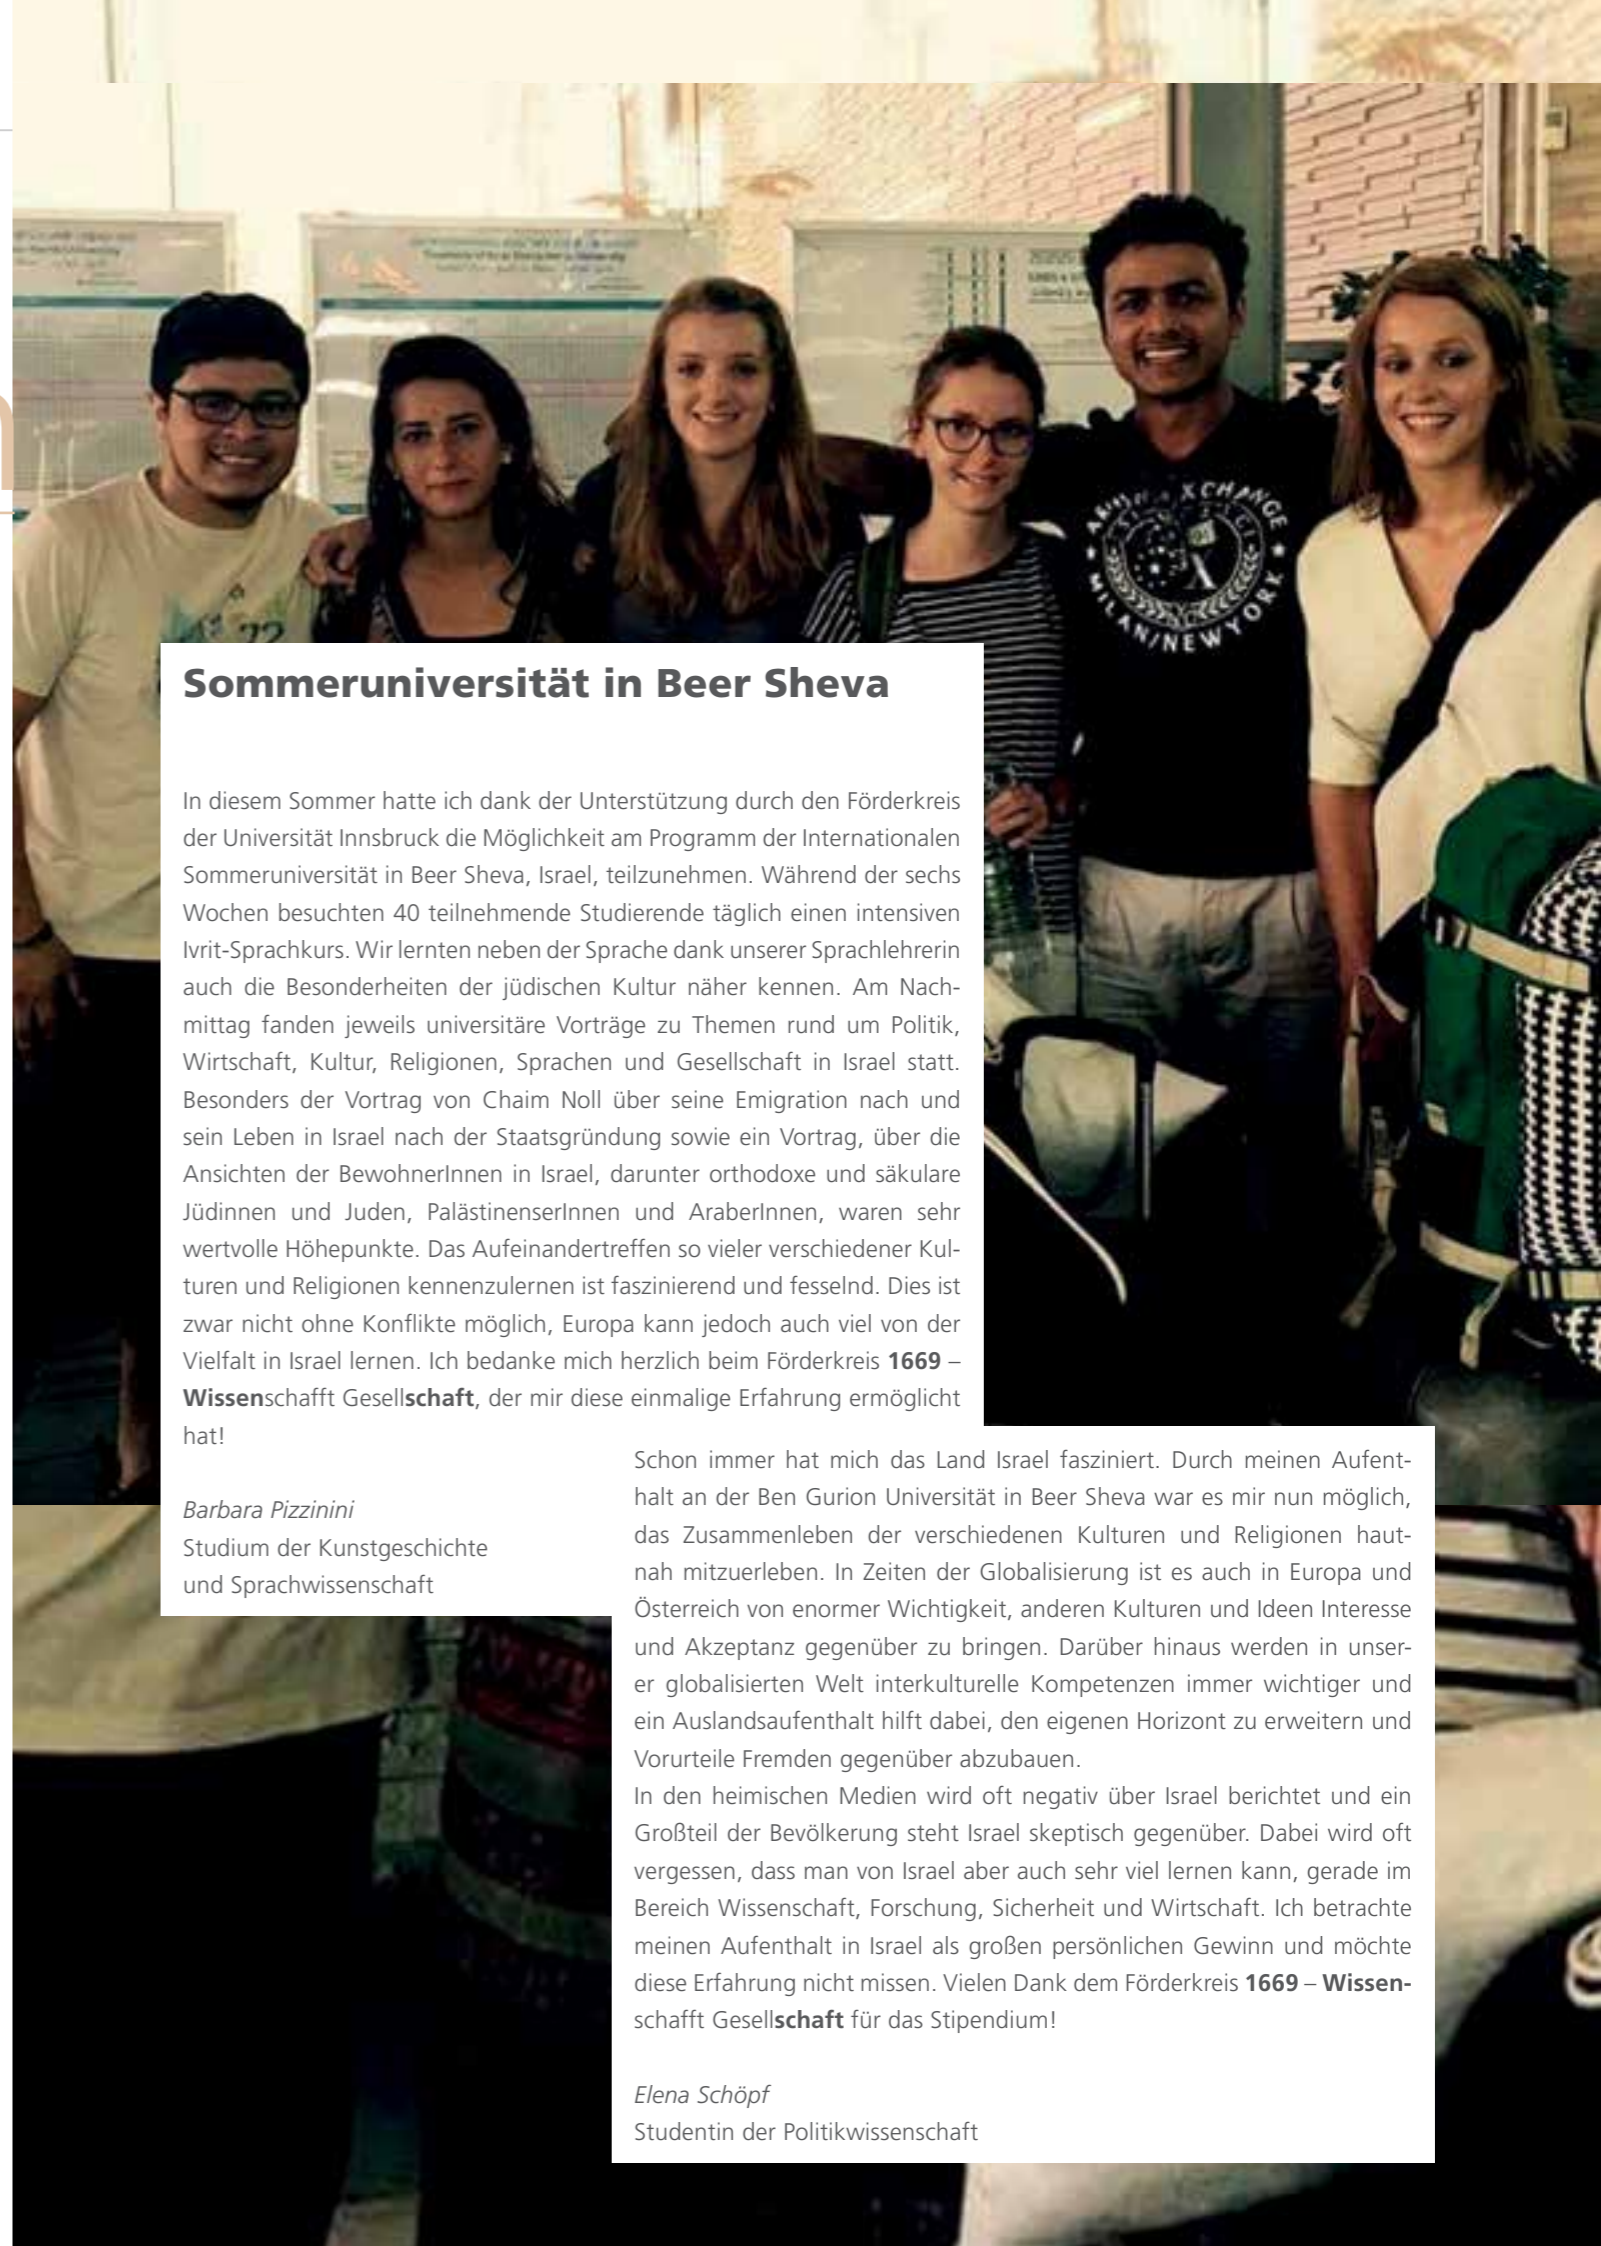 XCHANGE
MILAN/NEWYORK
Sommeruniversität in Beer Sheva
In diesem Sommer hatte ich dank der Unterstützung durch den Förderkreis
der Universität Innsbruck die Möglichkeit am Programm der Internationalen
Sommeruniversität in Beer Sheva, Israel, teilzunehmen. Während der sechs
Wochen besuchten 40 teilnehmende Studierende täglich einen intensiven
Ivrit-Sprachkurs. Wir lernten neben der Sprache dank unserer Sprachlehrerin
auch die Besonderheiten der jüdischen Kultur näher kennen. Am Nach-
mittag fanden jeweils universitäre Vorträge zu Themen rund um Politik,
Wirtschaft, Kultur, Religionen, Sprachen und Gesellschaft in Israel statt.
Besonders der Vortrag von Chaim Noll über seine Emigration nach und
sein Leben in Israel nach der Staatsgründung sowie ein Vortrag, über die
Ansichten der BewohnerInnen in Israel, darunter orthodoxe und säkulare
Jüdinnen und Juden, PalästinenserInnen und AraberInnen, waren sehr
wertvolle Höhepunkte. Das Aufeinandertreffen so vieler verschiedener Kul-
turen und Religionen kennenzulernen ist faszinierend und fesselnd. Dies ist
zwar nicht ohne Konflikte möglich, Europa kann jedoch auch viel von der
Vielfalt in Israel lernen. Ich bedanke mich herzlich beim Förderkreis 1669 –
Wissenschafft Gesellschaft, der mir diese einmalige Erfahrung ermöglicht
hat!
Barbara Pizzinini
Studium der Kunstgeschichte
und Sprachwissenschaft
Schon immer hat mich das Land Israel fasziniert. Durch meinen Aufent-
halt an der Ben Gurion Universität in Beer Sheva war es mir nun möglich,
das Zusammenleben der verschiedenen Kulturen und Religionen haut-
nah mitzuerleben. In Zeiten der Globalisierung ist es auch in Europa und
Österreich von enormer Wichtigkeit, anderen Kulturen und Ideen Interesse
und Akzeptanz gegenüber zu bringen. Darüber hinaus werden in unser-
er globalisierten Welt interkulturelle Kompetenzen immer wichtiger und
ein Auslandsaufenthalt hilft dabei, den eigenen Horizont zu erweitern und
Vorurteile Fremden gegenüber abzubauen.
In den heimischen Medien wird oft negativ über Israel berichtet und ein
Großteil der Bevölkerung steht Israel skeptisch gegenüber. Dabei wird oft
vergessen, dass man von Israel aber auch sehr viel lernen kann, gerade im
Bereich Wissenschaft, Forschung, Sicherheit und Wirtschaft. Ich betrachte
meinen Aufenthalt in Israel als großen persönlichen Gewinn und möchte
diese Erfahrung nicht missen. Vielen Dank dem Förderkreis 1669 – Wissen-
schafft Gesellschaft für das Stipendium!
Elena Schöpf
Studentin der Politikwissenschaft